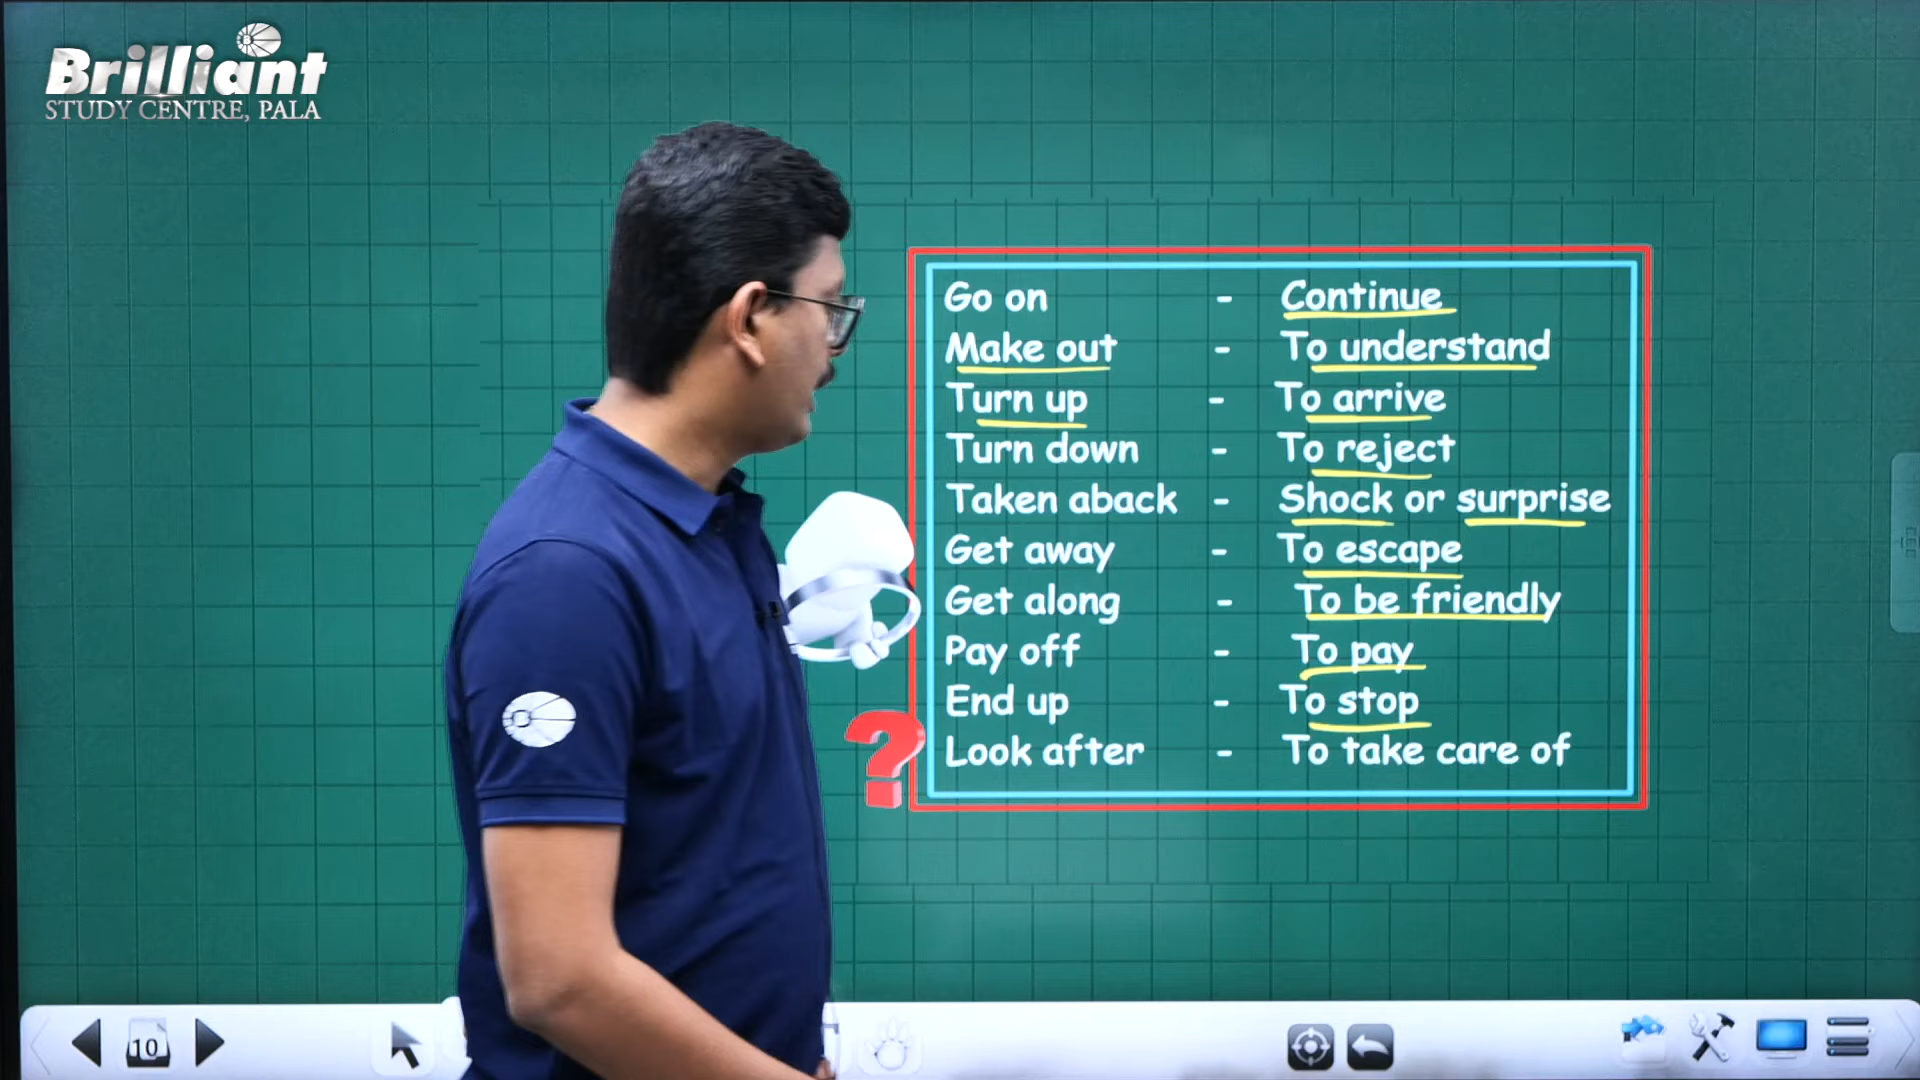 Brilliant
STUDY CENTRE, PALA
Go on - Continue
Make out - To understand
Turn up - To arrive
Turn down - To reject
Taken aback - Shock or surprise
Get away - To escape
Get along - To be friendly
Pay off - To pay
End up - To stop
? Look after - To take care of
10